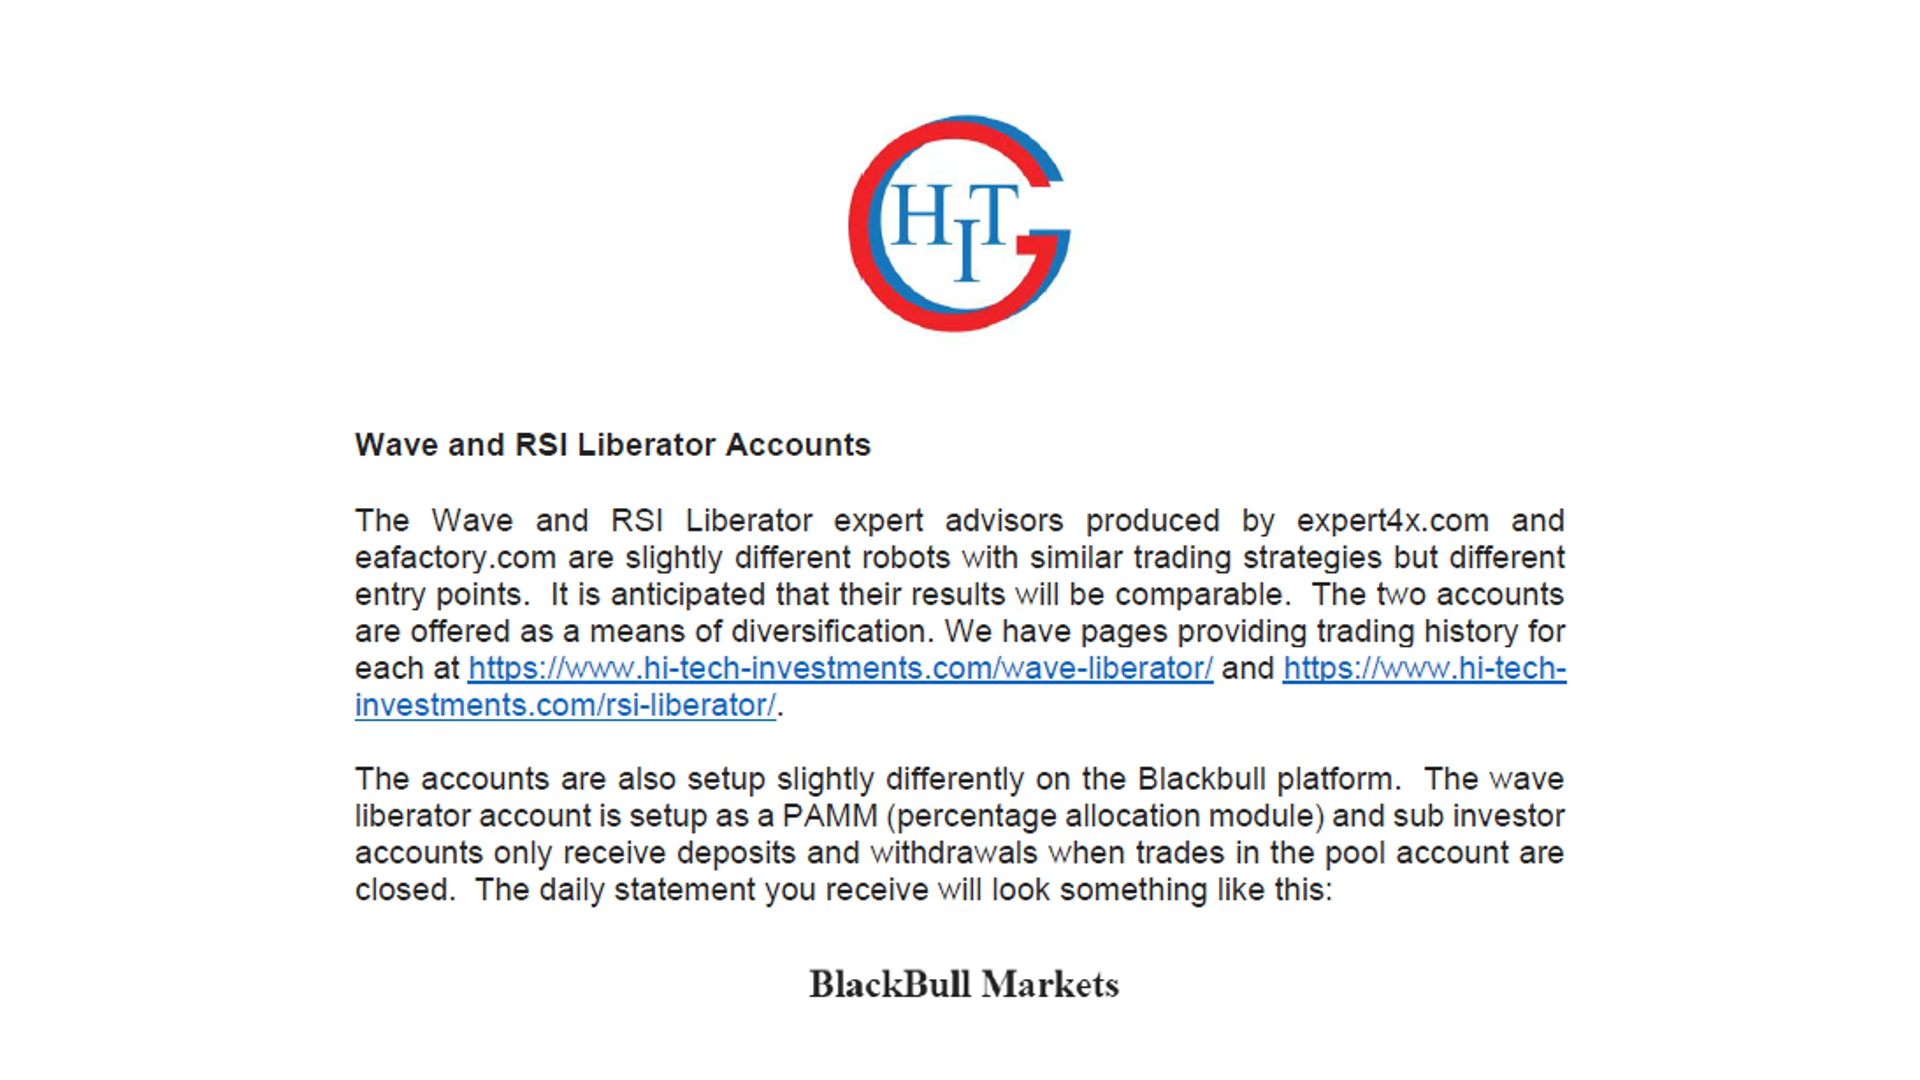 HIT
G
Wave and RSI Liberator Accounts
The Wave and RSI Liberator expert advisors produced by expert4x.com and
eafactory.com are slightly different robots with similar trading strategies but different
entry points.  It is anticipated that their results will be comparable.  The two accounts
are offered as a means of diversification. We have pages providing trading history for
each at https://www.hi-tech-investments.com/wave-liberator/ and https://www.hi-tech-
investments.com/rsi-liberator/.
The accounts are also setup slightly differently on the Blackbull platform.  The wave
liberator account is setup as a PAMM (percentage allocation module) and sub investor
accounts only receive deposits and withdrawals when trades in the pool account are
closed.  The daily statement you receive will look something like this:
BlackBull Markets